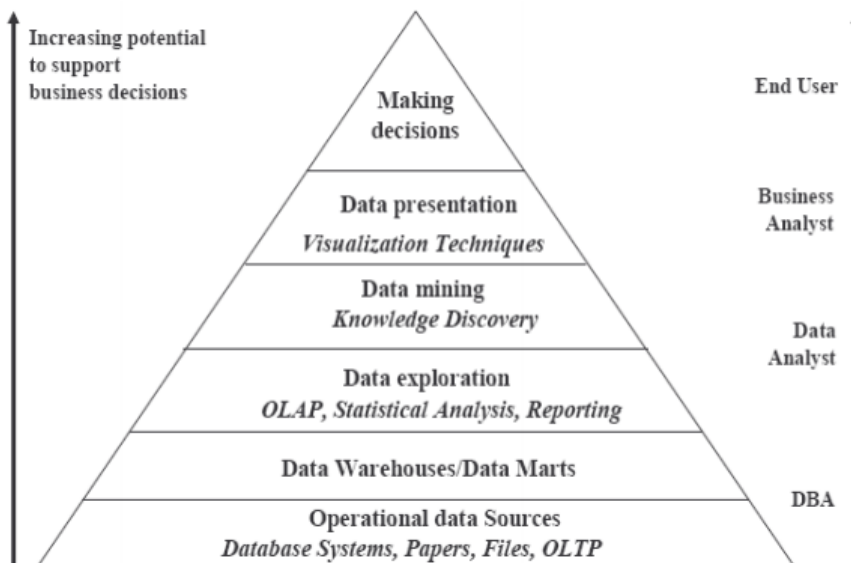 Increasing potential
to support
business decisions
Making
decisions
End User
Data presentation
Visualization Techniques
Business
Analyst
Data mining
Knowledge Discovery
Data exploration
OLAP, Statistical Analysis, Reporting
Data
Analyst
Data Warehouses/Data Marts
Operational data Sources
Database Systems, Papers, Files, OLTP
DBA